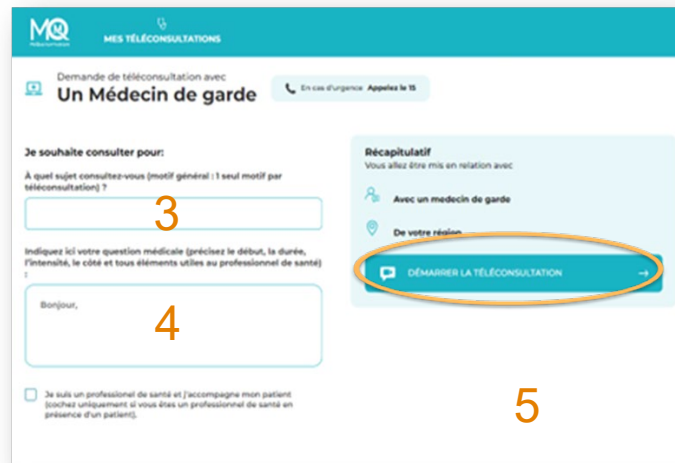 MQ
MES TÉLÉCONSULTATIONS
Demande de téléconsultation avec
Un Médecin de garde
En cas d'urgence Appelez le 15
Je souhaite consulter pour:
À quel sujet consultez-vous (motif général : 1 seul motif par
téléconsultation) ?
3
Indiquez ici votre question médicale (précisez le début, la durée,
l'intensité, le côté et tous éléments utiles au professionnel de santé)
:
Bonjour,
4
Je suis un professionel de santé et j'accompagne mon patient
(cochez uniquement si vous êtes un professionnel de santé en
présence d'un patient).
Récapitulatif
Vous allez être mis en relation avec
Avec un medecin de garde
De votre région
DÉMARRER LA TÉLÉCONSULTATION →
5